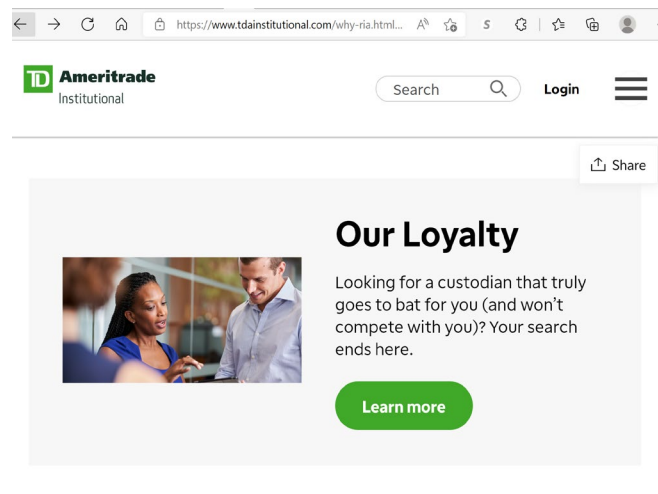 https://www.tdainstitutional.com/why-ria.html...
TD Ameritrade
Institutional
Search
Login
Share
Our Loyalty
Looking for a custodian that truly
goes to bat for you (and won't
compete with you)? Your search
ends here.
Learn more